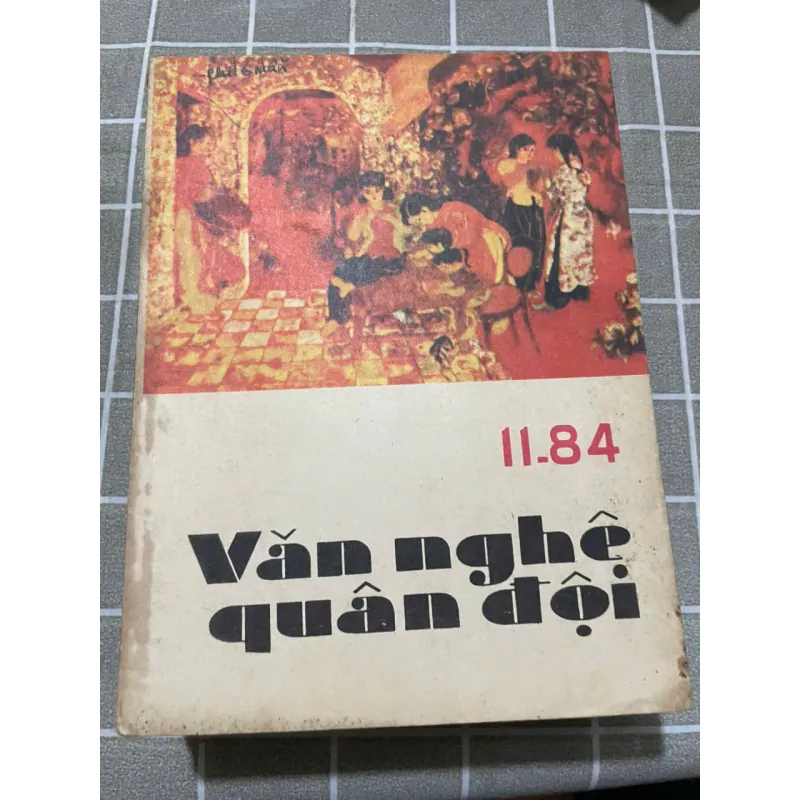 11-84
Văn nghệ
quân đội